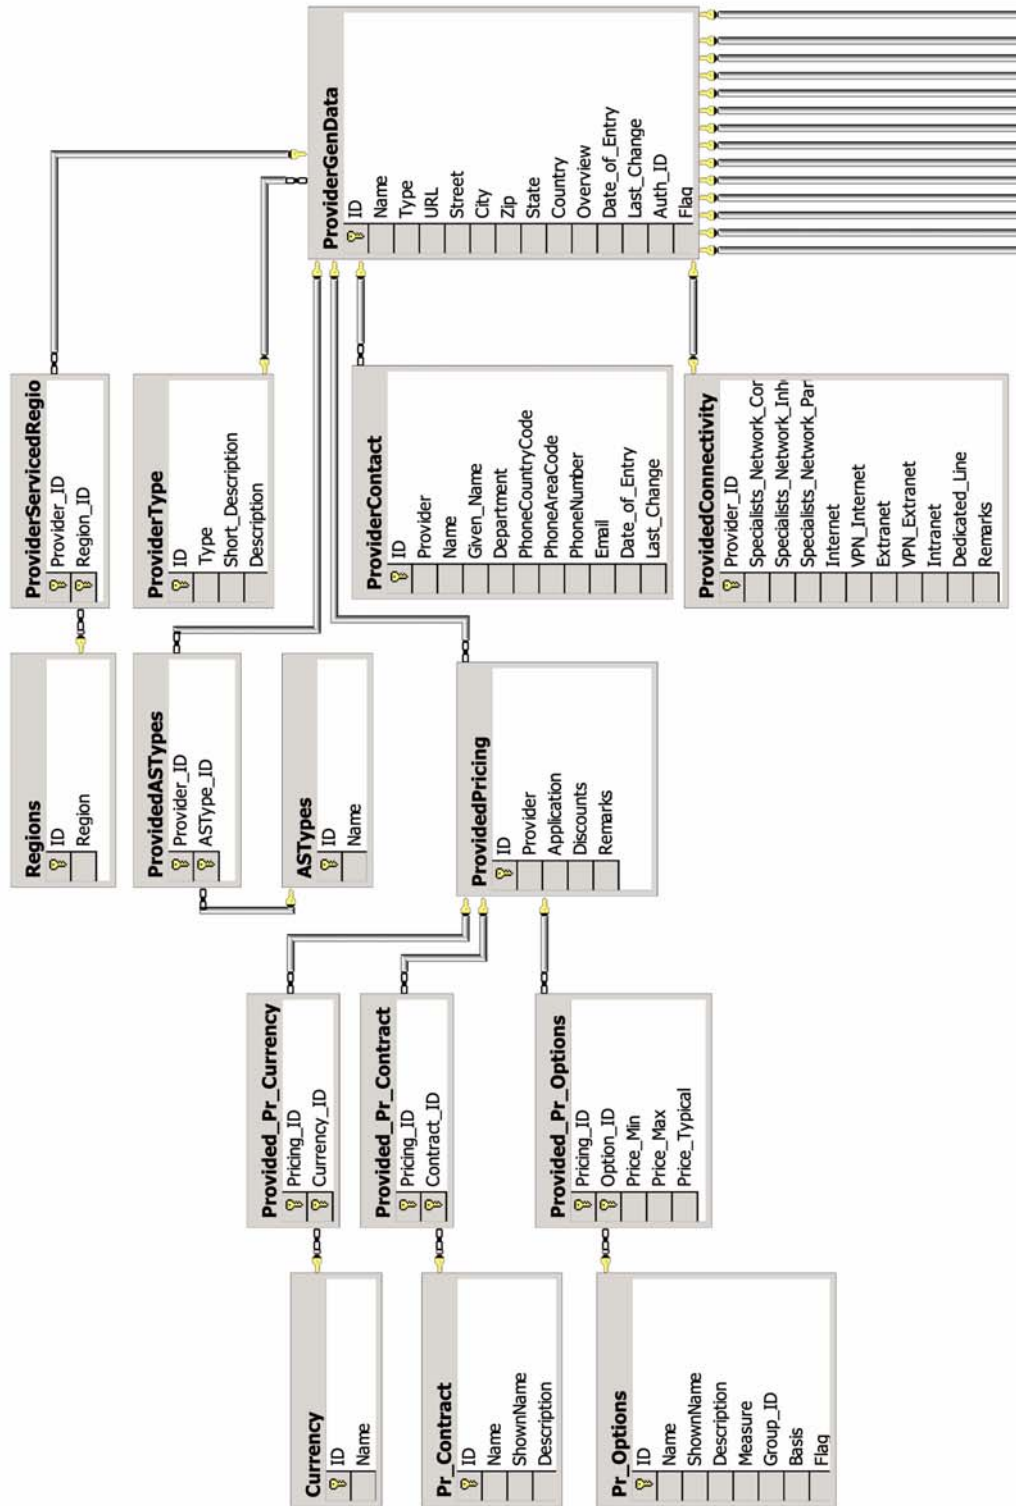 ProviderGenData
ID
Name
Type
URL
Street
City
Zip
State
Country
Overview
Date_of_Entry
Last_Change
Auth_ID
Flag
ProviderServicedRegio
Provider_ID
Region_ID
ProviderType
ID
Type
Short_Description
Description
ProviderContact
ID
Provider
Name
Given_Name
Department
PhoneCountryCode
PhoneAreaCode
PhoneNumber
Email
Date_of_Entry
Last_Change
ProvidedConnectivity
Provider_ID
Specialists_Network_Cor
Specialists_Network_Inh
Specialists_Network_Par
Internet
VPN_Internet
Extranet
VPN_Extranet
Intranet
Dedicated_Line
Remarks
Regions
ID
Region
ProvidedASTypes
Provider_ID
ASType_ID
ASTypes
ID
Name
ProvidedPricing
ID
Provider
Application
Discounts
Remarks
Provided_Pr_Currency
Pricing_ID
Currency_ID
Provided_Pr_Contract
Pricing_ID
Contract_ID
Provided_Pr_Options
Pricing_ID
Option_ID
Price_Min
Price_Max
Price_Typical
Currency
ID
Name
Pr_Contract
ID
Name
ShownName
Description
Pr_Options
ID
Name
ShownName
Description
Measure
Group_ID
Basis
Flag